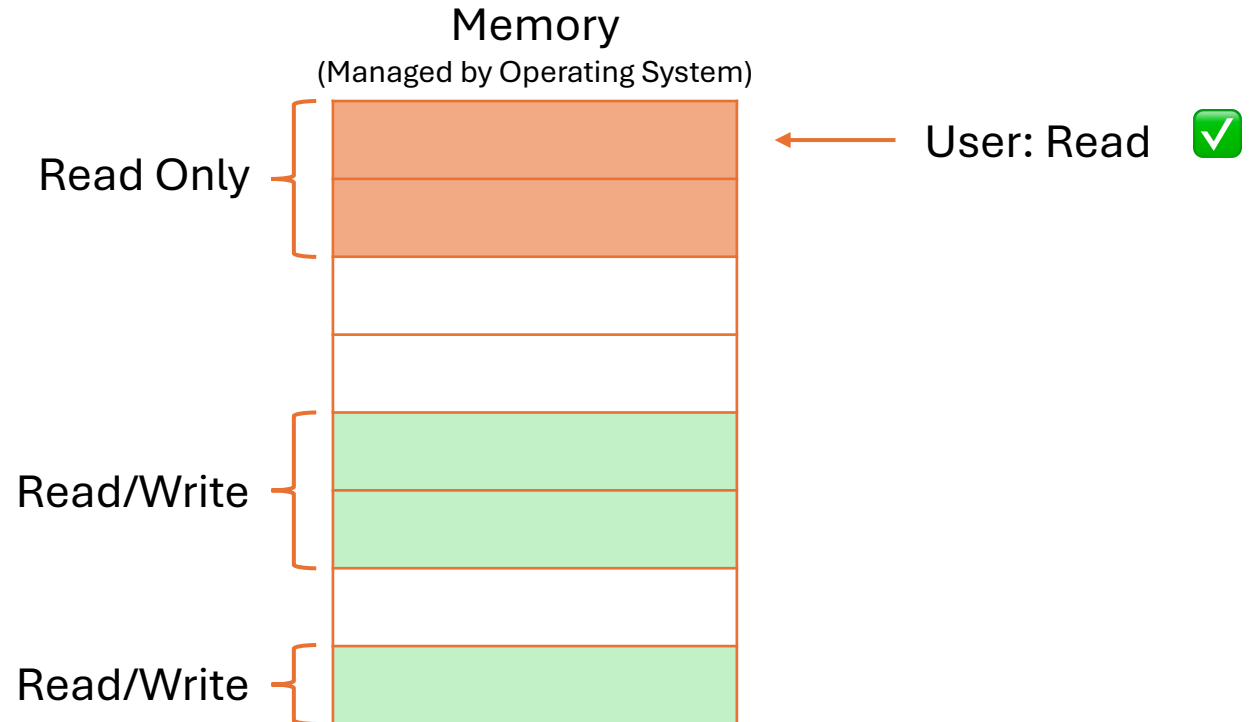 Memory
(Managed by Operating System)
User: Read
Read Only
Read/Write
Read/Write